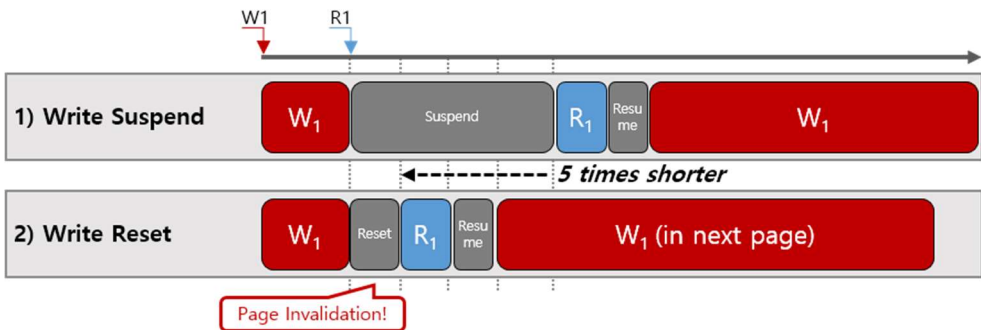 W1
R1
1) Write Suspend
W₁
Suspend
R₁
Resu
me
W₁
5 times shorter
2) Write Reset
W₁
Reset
R₁
Resu
me
W₁ (in next page)
Page Invalidation!